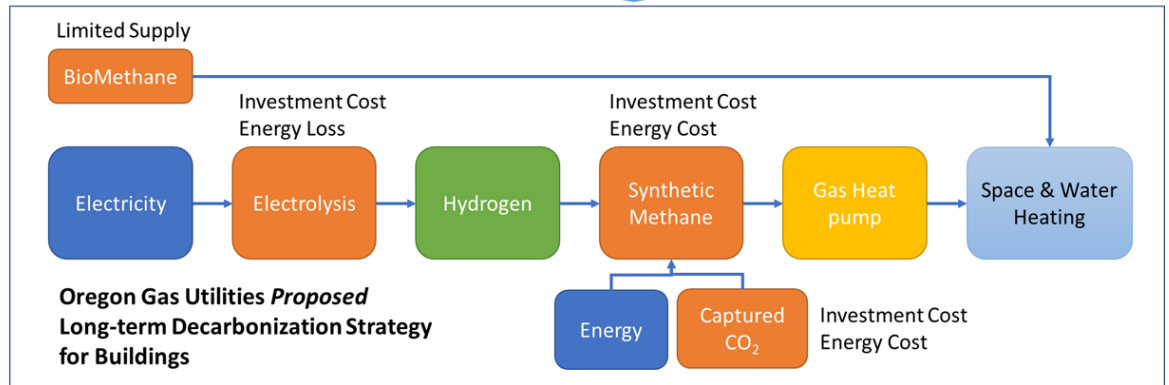 Limited Supply
BioMethane
Investment Cost
Energy Loss
Investment Cost
Energy Cost
Electricity
Electrolysis
Hydrogen
Synthetic
Methane
Gas Heat
pump
Space & Water
Heating
Oregon Gas Utilities Proposed
Long-term Decarbonization Strategy
for Buildings
Energy
Captured
CO₂
Investment Cost
Energy Cost